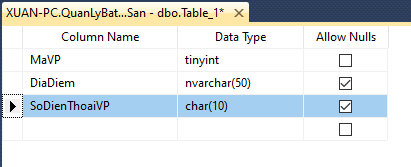 XUAN-PC.QuanLyBat...San - dbo.Table_1*
Column Name Data Type Allow Nulls
MaVP tinyint
DiaDiem nvarchar(50)
SoDienThoaiVP char(10)